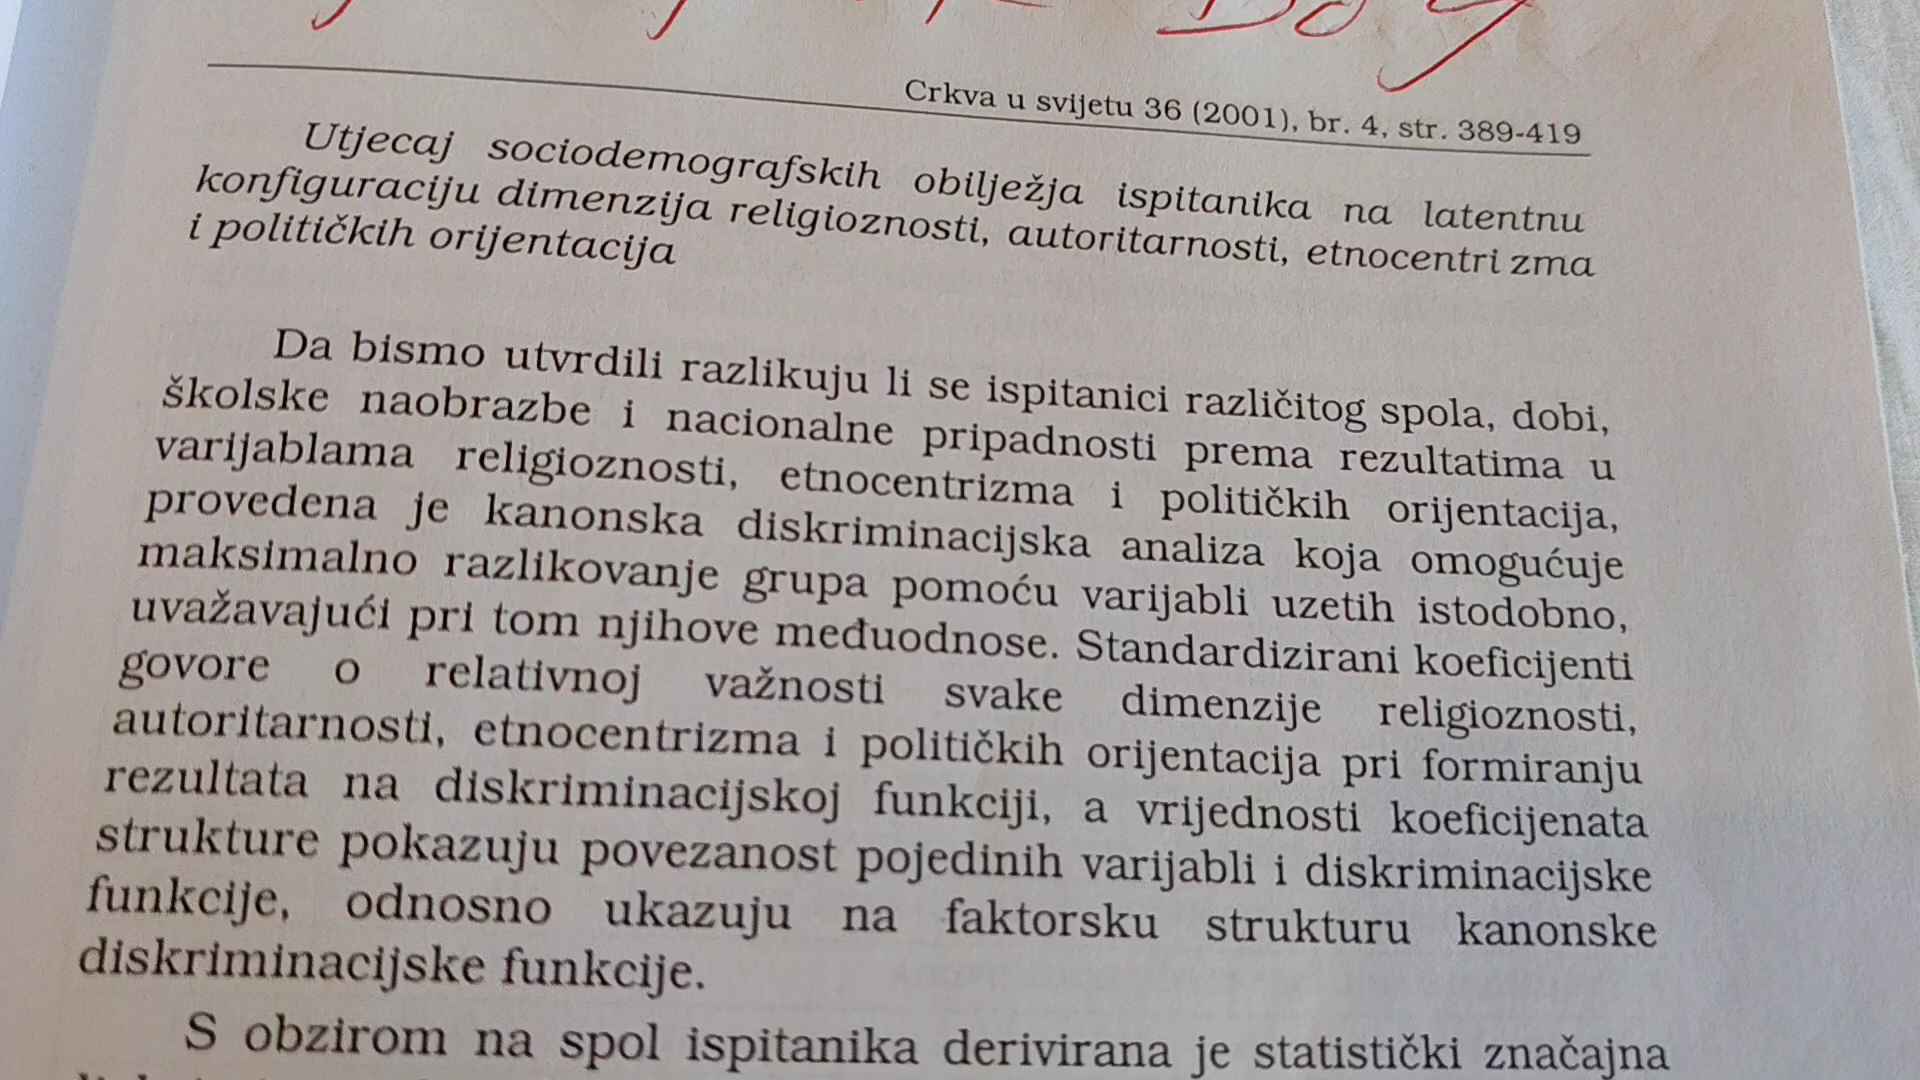 Crkva u svijetu 36 (2001), br. 4, str. 389-419
Utjecaj sociodemografskih obilježja ispitanika na latentnu
konfiguraciju dimenzija religioznosti, autoritarnosti, etnocentri zma
i političkih orijentacija
Da bismo utvrdili razlikuju li se ispitanici različitog spola, dobi,
školske naobrazbe i nacionalne pripadnosti prema rezultatima u
varijablama religioznosti, etnocentrizma i političkih orijentacija,
provedena je kanonska diskriminacijska analiza koja omogućuje
maksimalno razlikovanje grupa pomoću varijabli uzetih istodobno,
uvažavajući pri tom njihove međuodnose. Standardizirani koeficijenti
govore o relativnoj važnosti svake dimenzije religioznosti,
autoritarnosti, etnocentrizma i političkih orijentacija pri formiranju
rezultata na diskriminacijskoj funkciji, a vrijednosti koeficijenata
strukture pokazuju povezanost pojedinih varijabli i diskriminacijske
funkcije, odnosno ukazuju na faktorsku strukturu kanonske
diskriminacijske funkcije.
S obzirom na spol ispitanika derivirana je statistički značajna